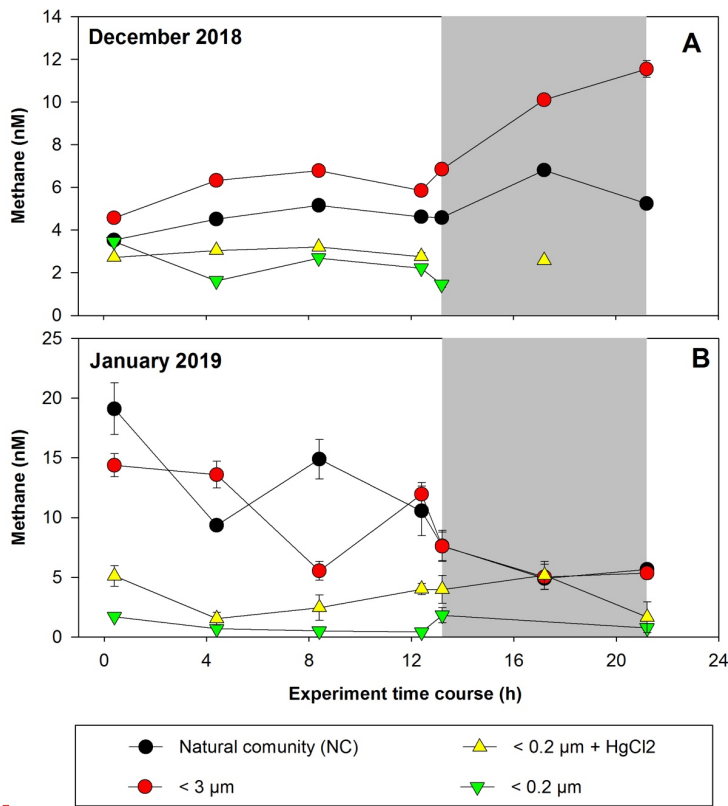 December 2018
A
Methane (nM)
14
12
10
8
6
4
2
0
January 2019
B
Methane (nM)
25
20
15
10
5
0
0 4 8 12 16 20 24
Experiment time course (h)
Natural comunity (NC)
< 0.2 µm + HgCl2
< 3 µm
< 0.2 µm